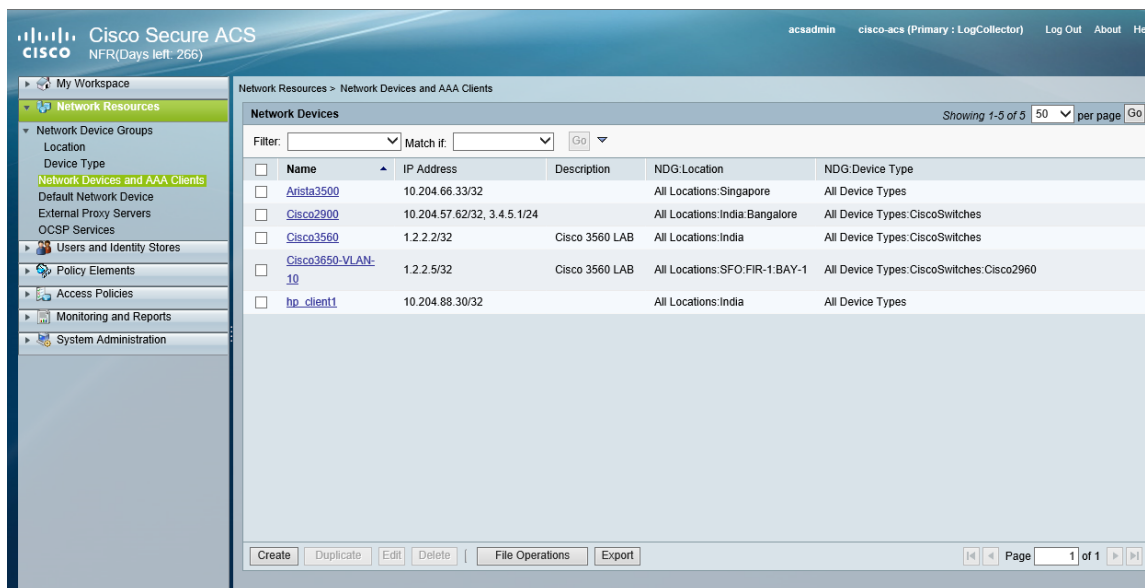 Cisco Secure ACS
CISCO NFR(Days left: 266)
acsadmin cisco-acs (Primary : LogCollector) Log Out About He
My Workspace
Network Resources
Network Device Groups
Location
Device Type
Network Devices and AAA Clients
Default Network Device
External Proxy Servers
OCSP Services
Users and Identity Stores
Policy Elements
Access Policies
Monitoring and Reports
System Administration
Network Resources > Network Devices and AAA Clients
Network Devices Showing 1-5 of 5 50 per page Go
Filter: Match if: Go
Name IP Address Description NDG:Location NDG:Device Type
Arista3500 10.204.66.33/32 All Locations:Singapore All Device Types
Cisco2900 10.204.57.62/32, 3.4.5.1/24 All Locations:India:Bangalore All Device Types:CiscoSwitches
Cisco3560 1.2.2.2/32 Cisco 3560 LAB All Locations:India All Device Types:CiscoSwitches
Cisco3650-VLAN-
10 1.2.2.5/32 Cisco 3560 LAB All Locations:SFO:FIR-1:BAY-1 All Device Types:CiscoSwitches:Cisco2960
hp_client1 10.204.88.30/32 All Locations:India All Device Types
Create Duplicate Edit Delete | File Operations Export Page 1 of 1